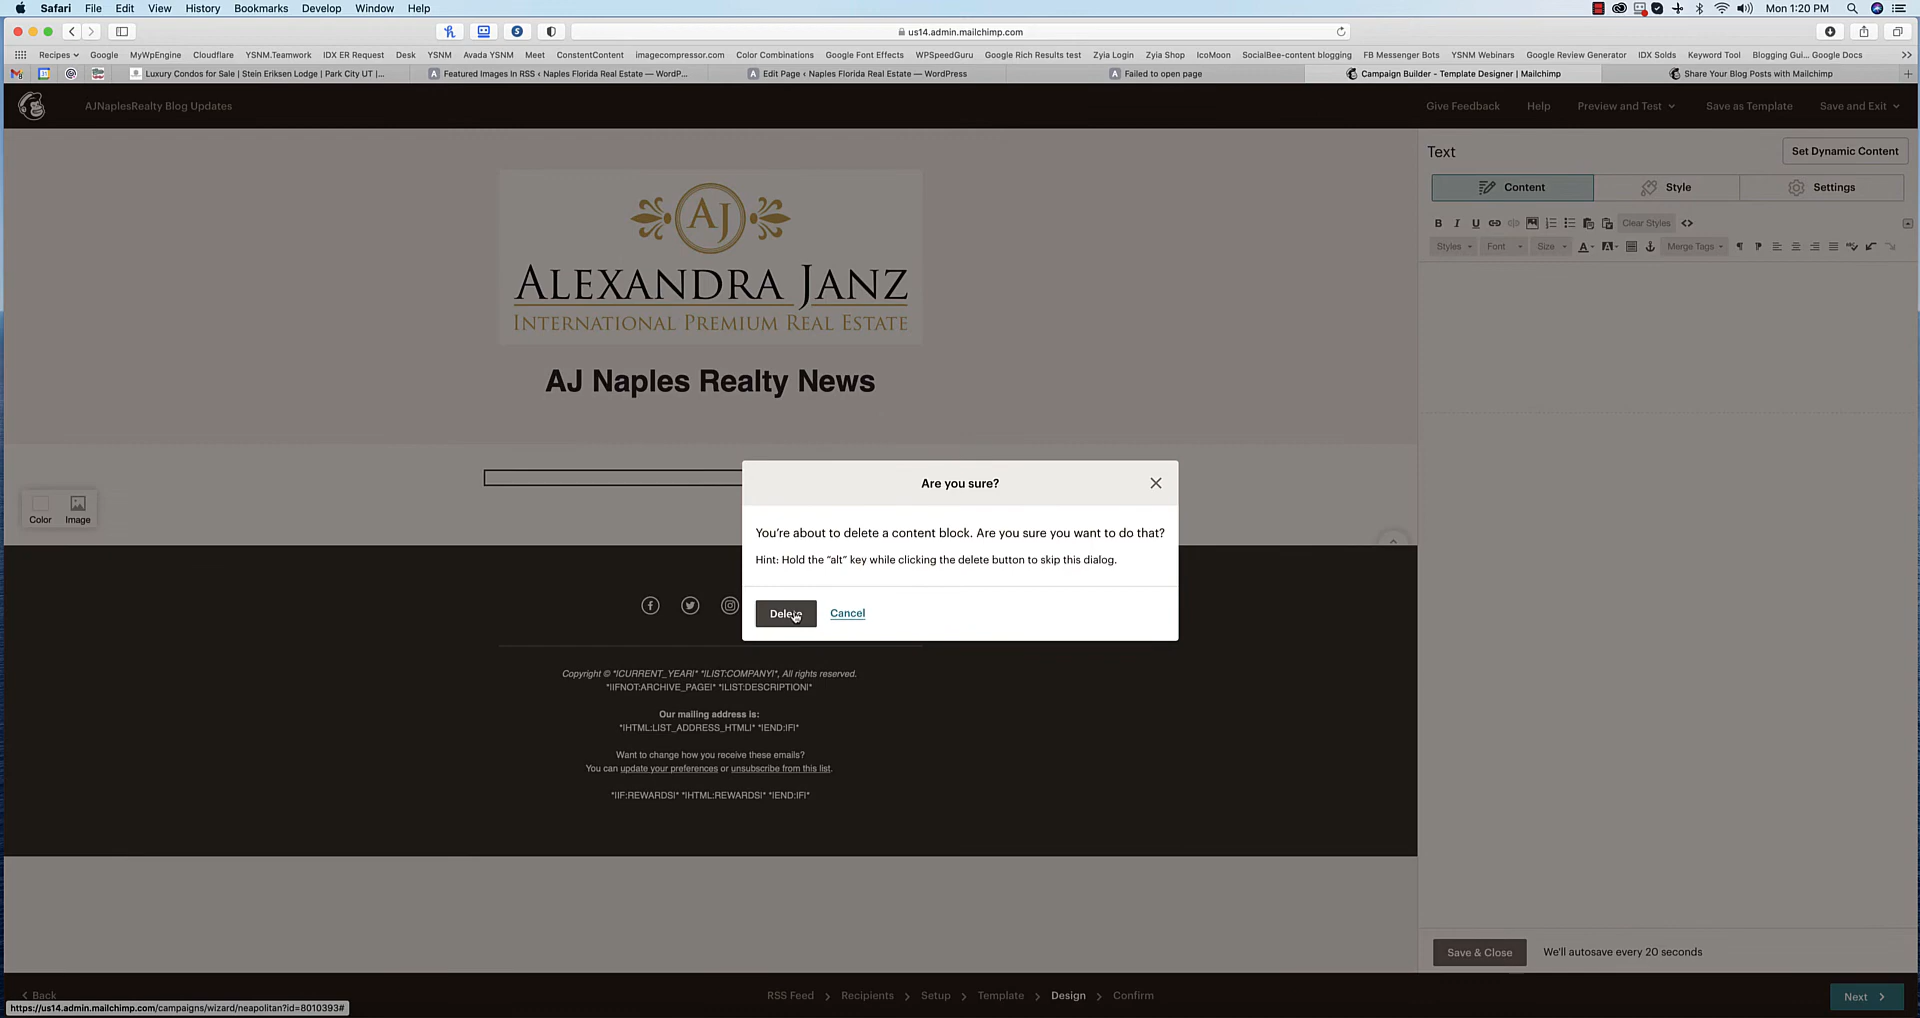 Safari File Edit View History Bookmarks Develop Window Help Mon 1:20 PM
us14.admin.mailchimp.com
Recipes Google MyWpEngine Cloudflare YSNM.Teamwork IDX ER Request Desk YSNM Avada YSNM Meet ConstentContent imagecompressor.com Color Combinations Google Font Effects WPSpeedGuru Google Rich Results test Zyia Login Zyia Shop IcoMoon SocialBee-content blogging FB Messenger Bots YSNM Webinars Google Review Generator IDX Solds Keyword Tool Blogging Gui... Google Docs
Luxury Condos for Sale | Stein Eriksen Lodge | Park City UT |... Featured Images In RSS ‹ Naples Florida Real Estate — WordP... Edit Page ‹ Naples Florida Real Estate — WordPress Failed to open page Campaign Builder - Template Designer | Mailchimp Share Your Blog Posts with Mailchimp
AJNaplesRealty Blog Updates Give Feedback Help Preview and Test Save as Template Save and Exit
Text Set Dynamic Content
Content Style Settings
B I U Clear Styles <>
Styles Font Size A A Merge Tags
AJ
ALEXANDRA JANZ
INTERNATIONAL PREMIUM REAL ESTATE
AJ Naples Realty News
Color Image
Are you sure?
You're about to delete a content block. Are you sure you want to do that?
Hint: Hold the "alt" key while clicking the delete button to skip this dialog.
Delete Cancel
Copyright © *|CURRENT_YEAR|* *|LIST:COMPANY|*, All rights reserved.
*|IFNOT:ARCHIVE_PAGE|* *|LIST:DESCRIPTION|*
Our mailing address is:
*|HTML:LIST_ADDRESS_HTML|* *|END:IF|*
Want to change how you receive these emails?
You can update your preferences or unsubscribe from this list.
*|IF:REWARDS|* *|HTML:REWARDS|* *|END:IF|*
Save & Close We'll autosave every 20 seconds
Back RSS Feed Recipients Setup Template Design Confirm Next
https://us14.admin.mailchimp.com/campaigns/wizard/neapolitan?id=8010393#